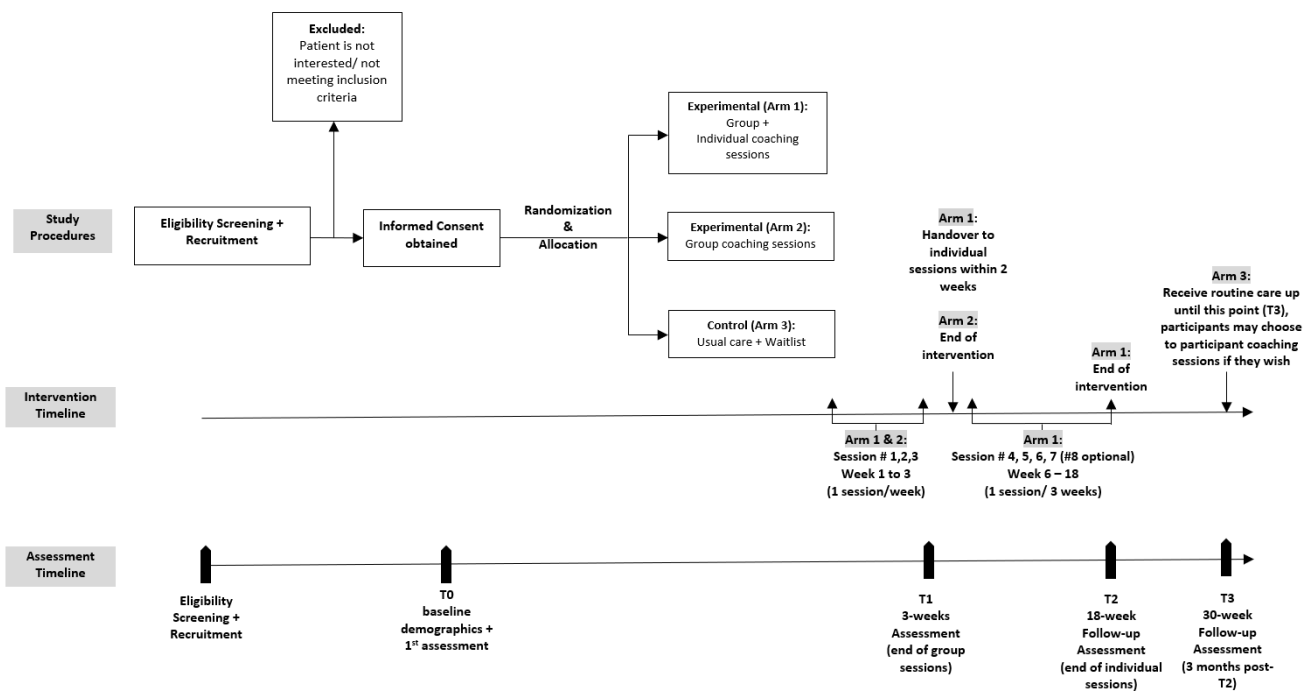 Excluded:
Patient is not
interested/ not
meeting inclusion
criteria
Experimental (Arm 1):
Group +
Individual coaching
sessions
Study
Procedures
Eligibility Screening +
Recruitment
Informed Consent
obtained
Randomization
&
Allocation
Experimental (Arm 2):
Group coaching sessions
Control (Arm 3):
Usual care + Waitlist
Arm 1:
Handover to
individual
sessions within 2
weeks
Arm 2:
End of
intervention
Arm 1:
End of
intervention
Arm 3:
Receive routine care up
until this point (T3),
participants may choose
to participant coaching
sessions if they wish
Intervention
Timeline
Arm 1 & 2:
Session # 1,2,3
Week 1 to 3
(1 session/week)
Arm 1:
Session # 4, 5, 6, 7 (#8 optional)
Week 6 – 18
(1 session/ 3 weeks)
Assessment
Timeline
Eligibility
Screening +
Recruitment
T0
baseline
demographics +
1st assessment
T1
3-weeks
Assessment
(end of group
sessions)
T2
18-week
Follow-up
Assessment
(end of individual
sessions)
T3
30-week
Follow-up
Assessment
(3 months post-
T2)